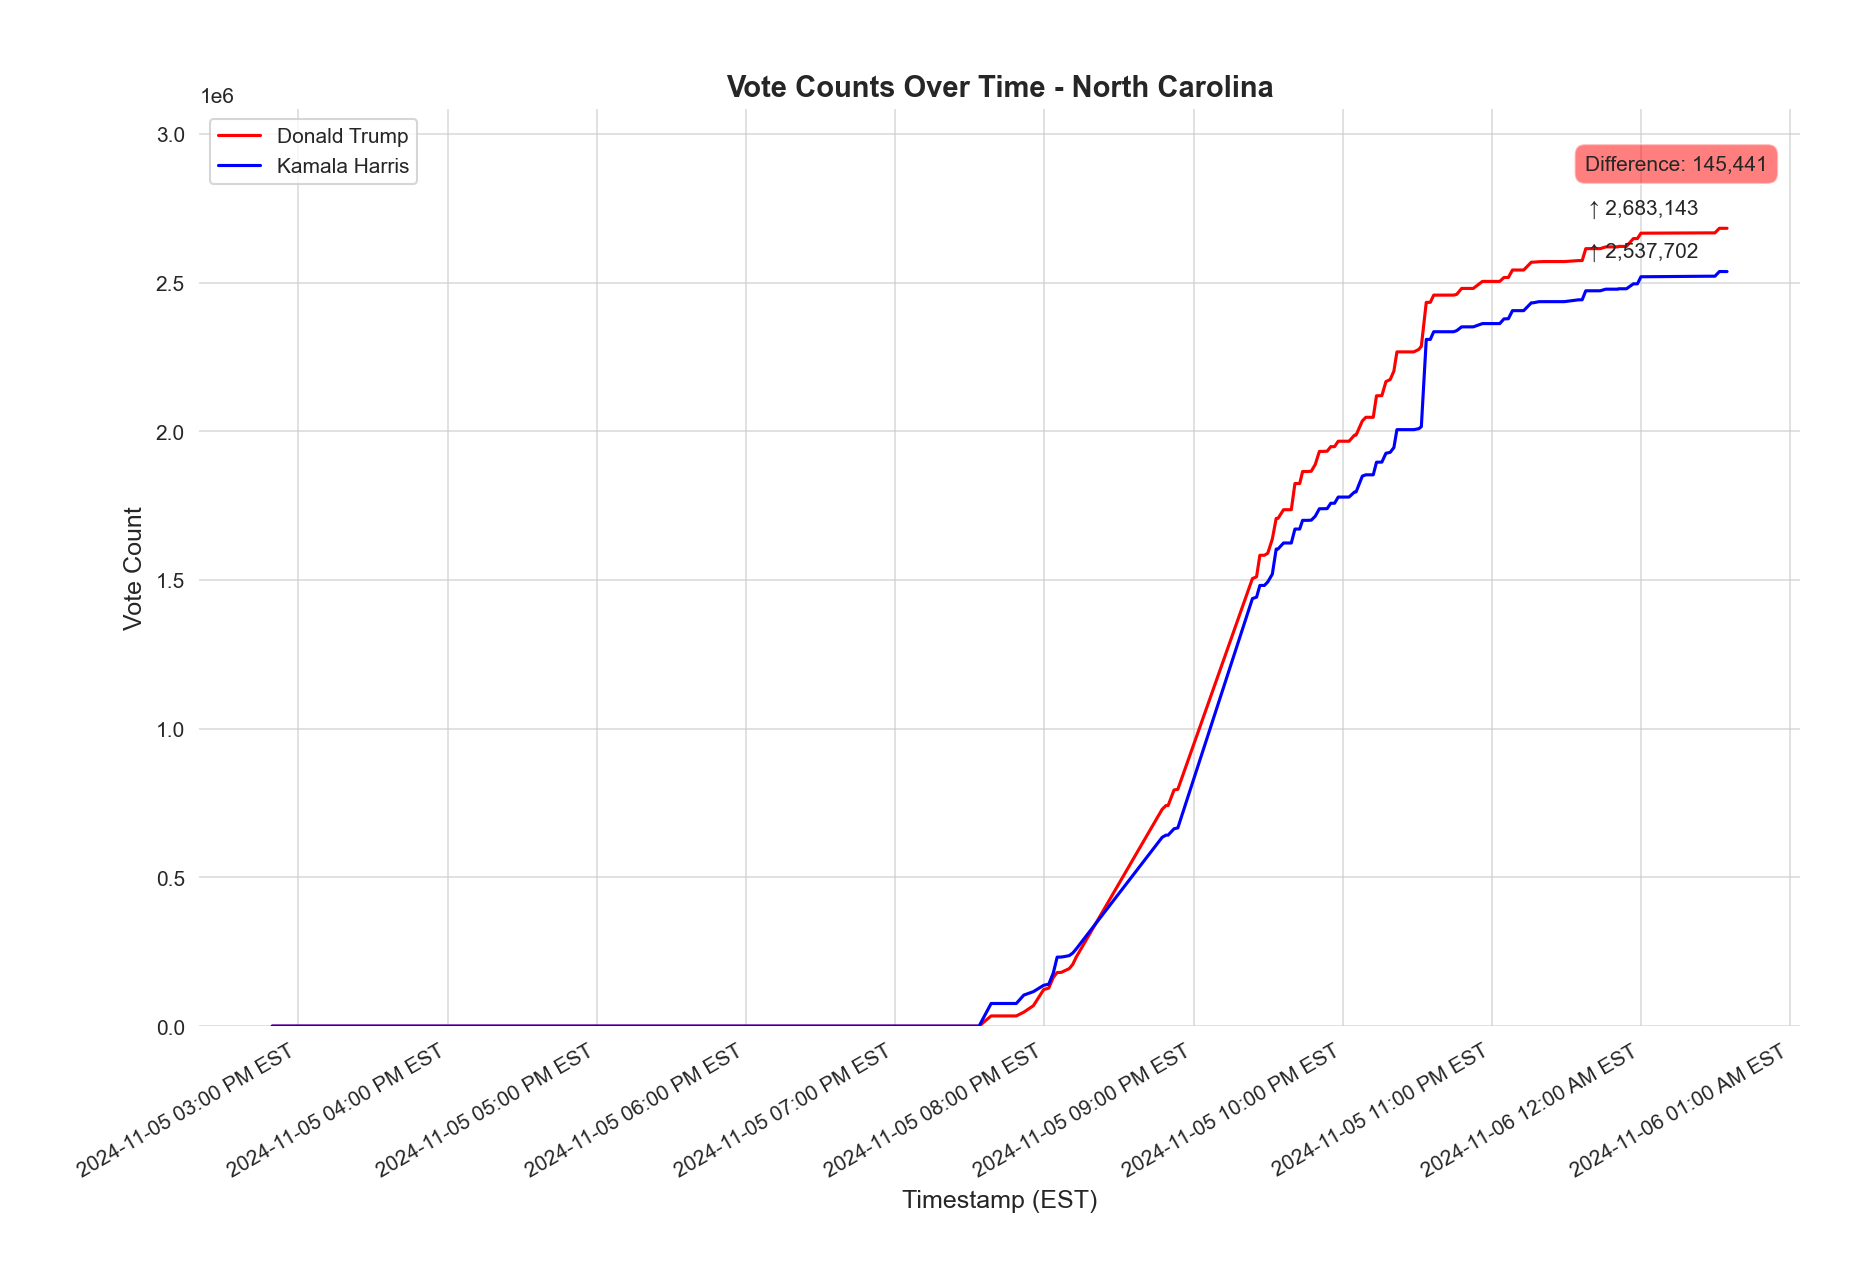 Vote Counts Over Time - North Carolina
1e6
Donald Trump
Kamala Harris
Difference: 145,441
↑ 2,683,143
↑ 2,537,702
3.0
2.5
2.0
1.5
1.0
0.5
0.0
Vote Count
2024-11-05 03:00 PM EST
2024-11-05 04:00 PM EST
2024-11-05 05:00 PM EST
2024-11-05 06:00 PM EST
2024-11-05 07:00 PM EST
2024-11-05 08:00 PM EST
2024-11-05 09:00 PM EST
2024-11-05 10:00 PM EST
2024-11-05 11:00 PM EST
2024-11-06 12:00 AM EST
2024-11-06 01:00 AM EST
Timestamp (EST)